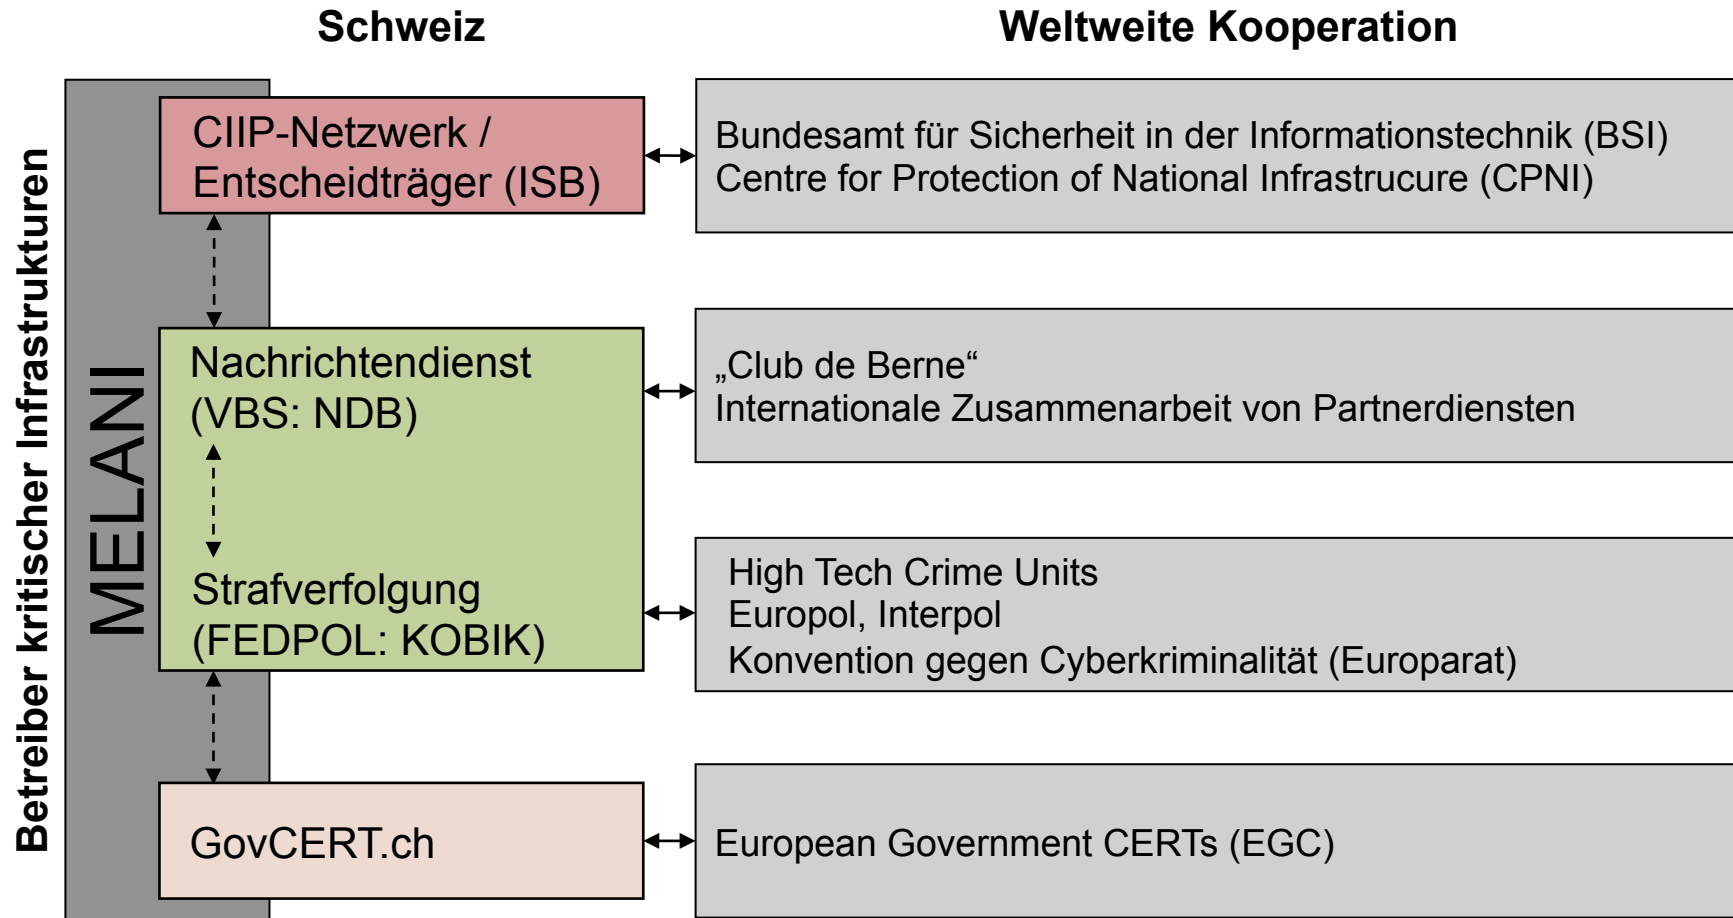 Schweiz
Weltweite Kooperation
Betreiber kritischer Infrastrukturen
MELANI
CIIP-Netzwerk /
Entscheidträger (ISB)
Bundesamt für Sicherheit in der Informationstechnik (BSI)
Centre for Protection of National Infrastrucure (CPNI)
Nachrichtendienst
(VBS: NDB)
„Club de Berne“
Internationale Zusammenarbeit von Partnerdiensten
Strafverfolgung
(FEDPOL: KOBIK)
High Tech Crime Units
Europol, Interpol
Konvention gegen Cyberkriminalität (Europarat)
GovCERT.ch
European Government CERTs (EGC)